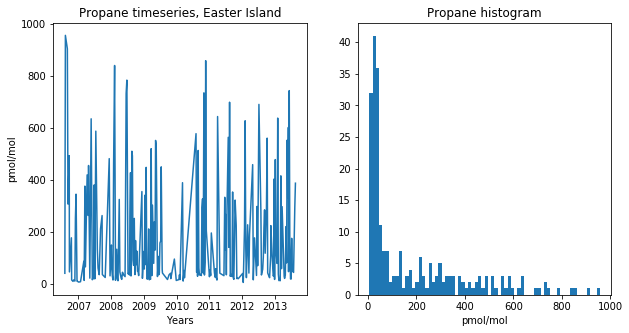 Propane timeseries, Easter Island
pmol/mol
1000
800
600
400
200
0
2007 2008 2009 2010 2011 2012 2013
Years
Propane histogram
40
35
30
25
20
15
10
5
0
0 200 400 600 800 1000
pmol/mol